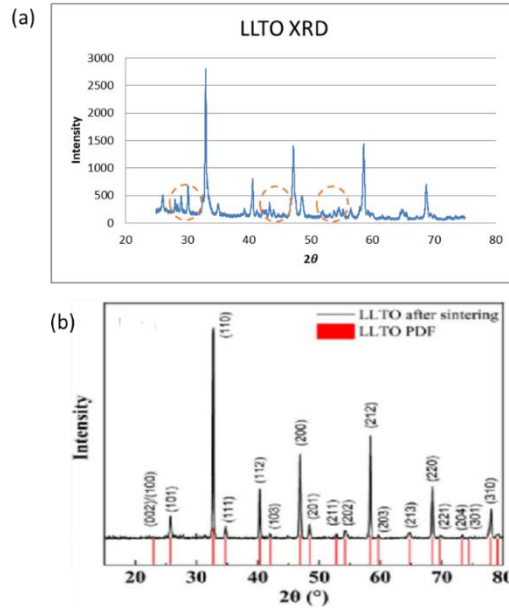 (a)
LLTO XRD
3000
2500
2000
1500
1000
500
0
Intensity
20 30 40 50 60 70 80
2θ
(b)
LLTO after sintering
LLTO PDF
Intensity
(002)/(100)
(101)
(110)
(111)
(112)
(103)
(200)
(201)
(211)
(202)
(212)
(203)
(213)
(220)
(221)
(204)
(301)
(310)
20 30 40 50 60 70 80
2θ (°)